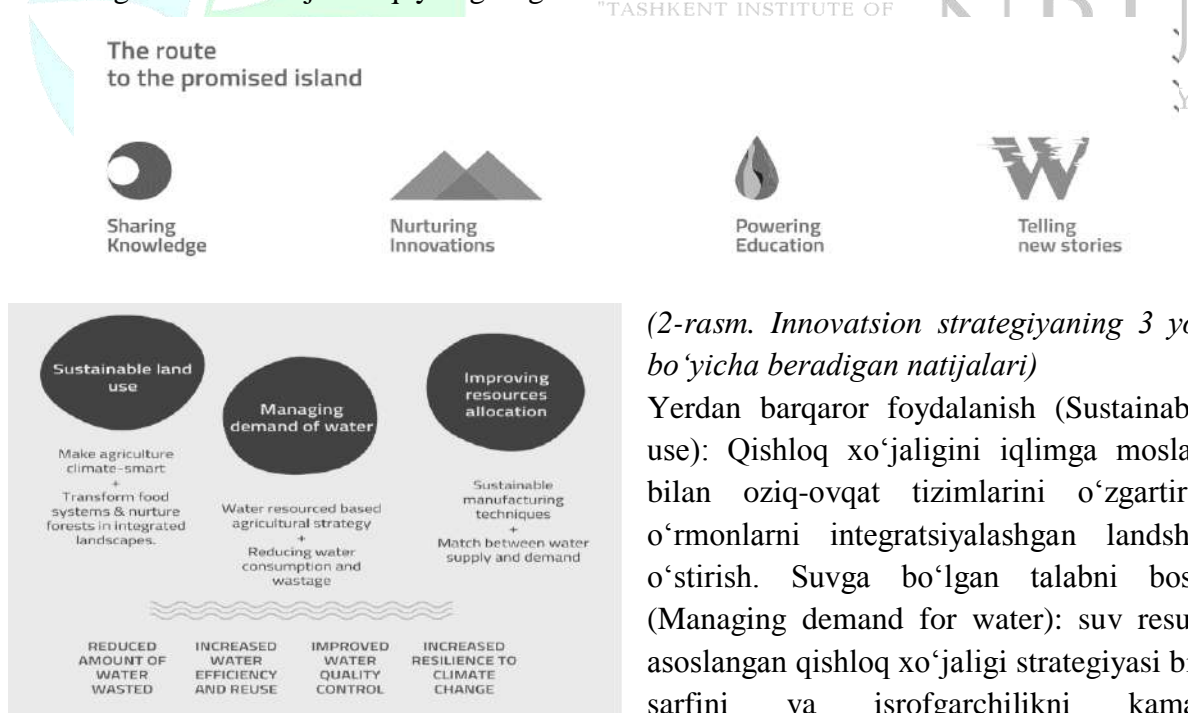 "TASHKENT INSTITUTE OF
The route
to the promised island
Sharing
Knowledge
Nurturing
Innovations
Powering
Education
Telling
new stories
Sustainable land
use
Make agriculture
climate-smart
+
Transform food
systems & nurture
forests in integrated
landscapes.
Managing
demand of water
Water resourced based
agricultural strategy
+
Reducing water
consumption and
wastage
Improving
resources
allocation
Sustainable
manufacturing
techniques
+
Match between water
supply and demand
REDUCED
AMOUNT OF
WATER
WASTED
INCREASED
WATER
EFFICIENCY
AND REUSE
IMPROVED
WATER
QUALITY
CONTROL
INCREASED
RESILIENCE TO
CLIMATE
CHANGE
(2-rasm. Innovatsion strategiyaning 3
bo‘yicha beradigan natijalari)
Yerdan barqaror foydalanish
use): Qishloq xo‘jaligini iqlimga
bilan oziq-ovqat tizimlarini
o‘rmonlarni integratsiyalashgan
o‘stirish. Suvga bo‘lgan talabni
(Managing demand for water): suv
asoslangan qishloq xo‘jaligi strategiyasi
sarfini va isrofgarchilikni